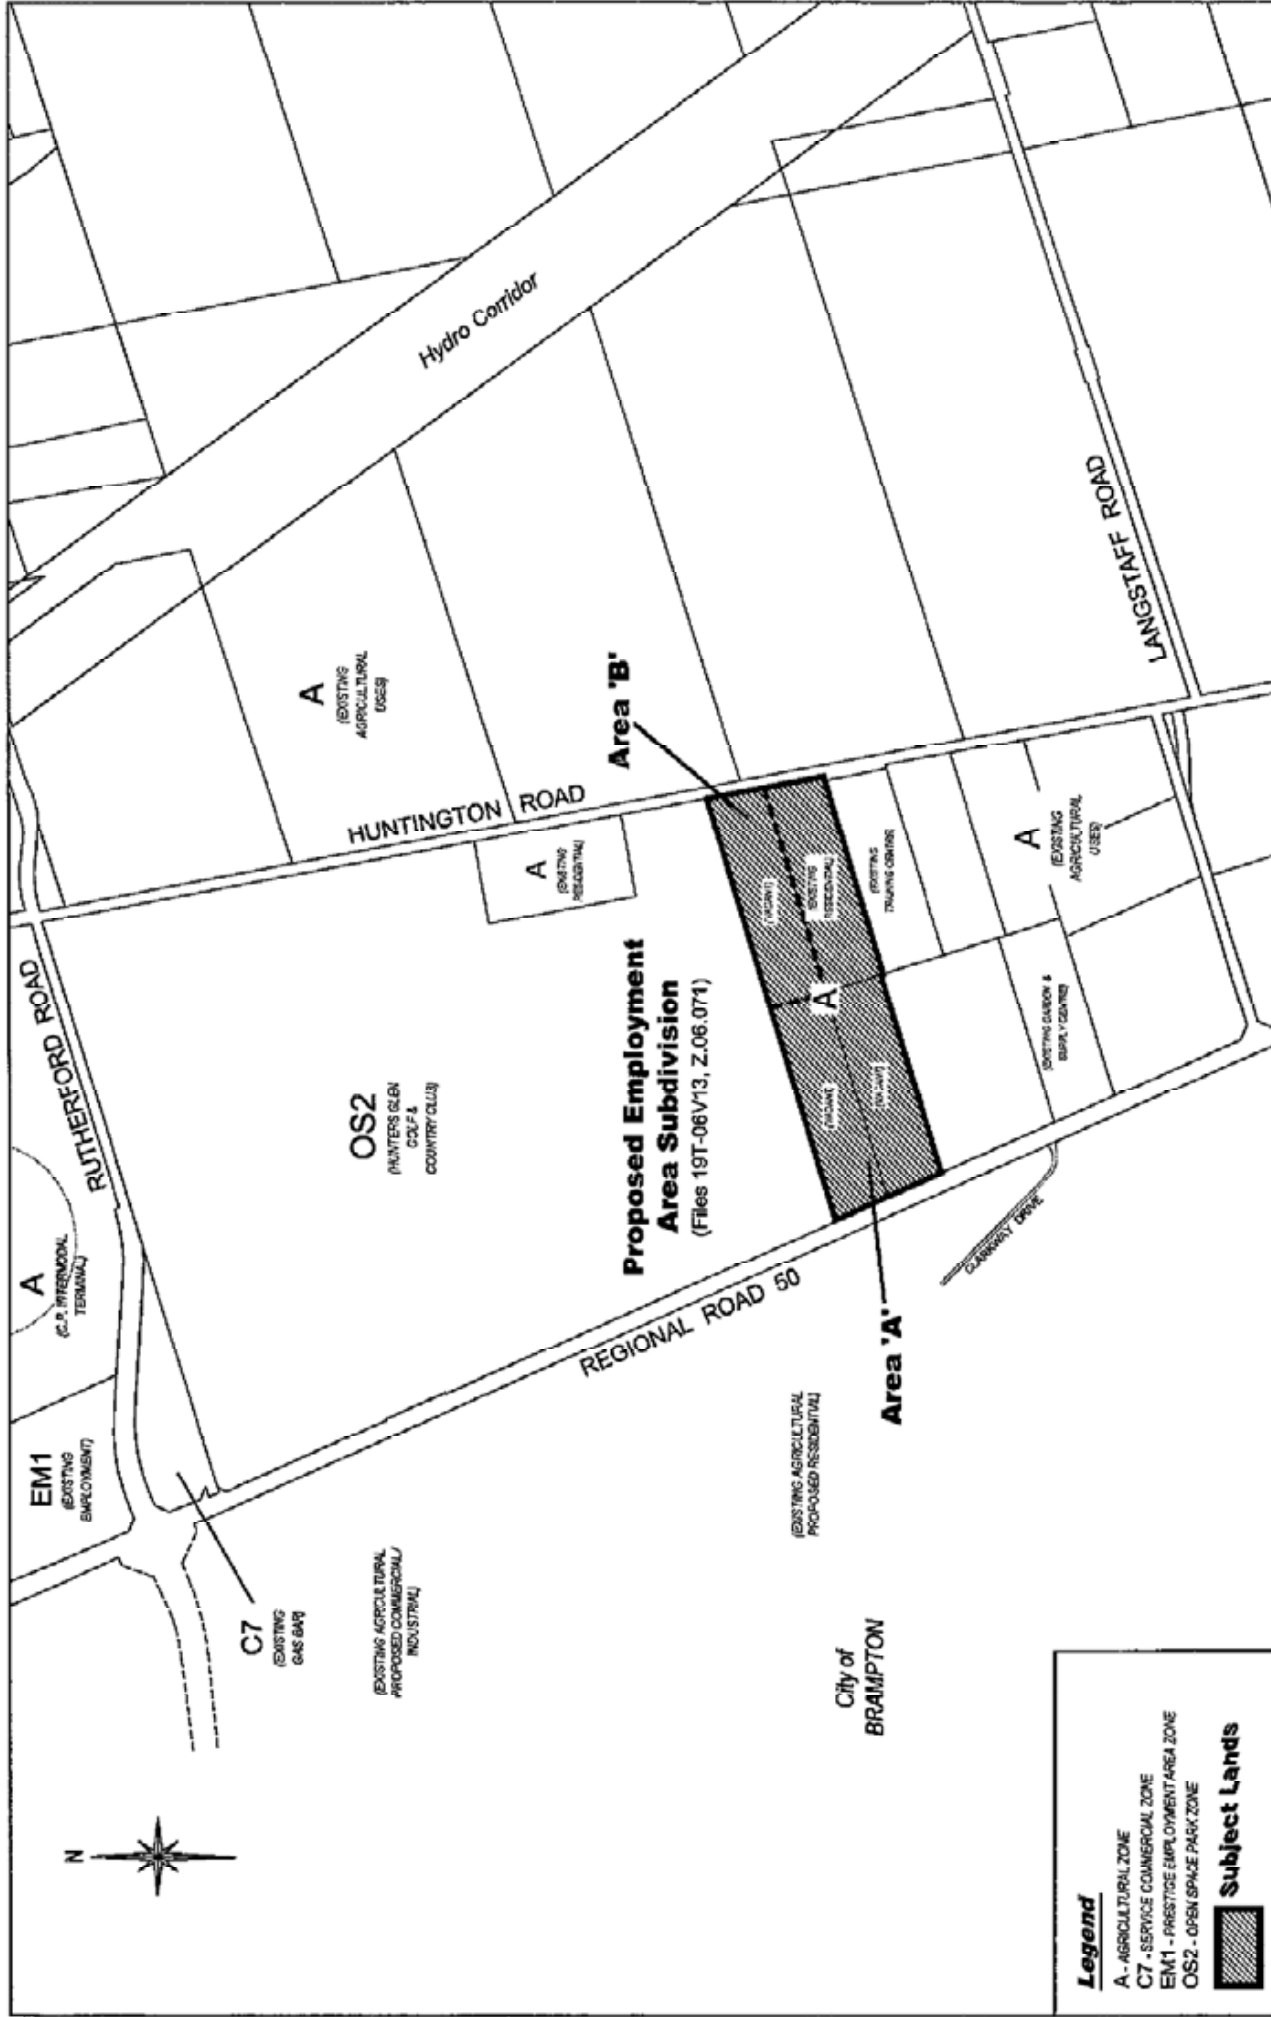 N
EM1
(EXISTING
EMPLOYMENT)
A
(C.P. INTERMODAL
TERMINAL)
RUTHERFORD ROAD
C7
(EXISTING
GAS BAR)
(EXISTING AGRICULTURAL
PROPOSED COMMERCIAL/
INDUSTRIAL)
OS2
(HUNTERS GLEN
GOLF &
COUNTRY CLUB)
HUNTINGTON ROAD
A
(EXISTING
AGRICULTURAL
USES)
Hydro Corridor
A
(EXISTING
RESIDENTIAL)
Proposed Employment
Area Subdivision
(Files 19T-06V13, Z.06.071)
Area 'B'
REGIONAL ROAD 50
(VACANT)
(EXISTING
RESIDENTIAL)
A
(VACANT)
(VACANT)
(EXISTING
TRAINING CENTRE)
Area 'A'
(EXISTING AGRICULTURAL
PROPOSED RESIDENTIAL)
City of
BRAMPTON
CLARKWAY DRIVE
(EXISTING GARDEN &
SUPPLY CENTRE)
A
(EXISTING
AGRICULTURAL
USES)
LANGSTAFF ROAD
Legend
A - AGRICULTURAL ZONE
C7 - SERVICE COMMERCIAL ZONE
EM1 - PRESTIGE EMPLOYMENT AREA ZONE
OS2 - OPEN SPACE PARK ZONE
Subject Lands